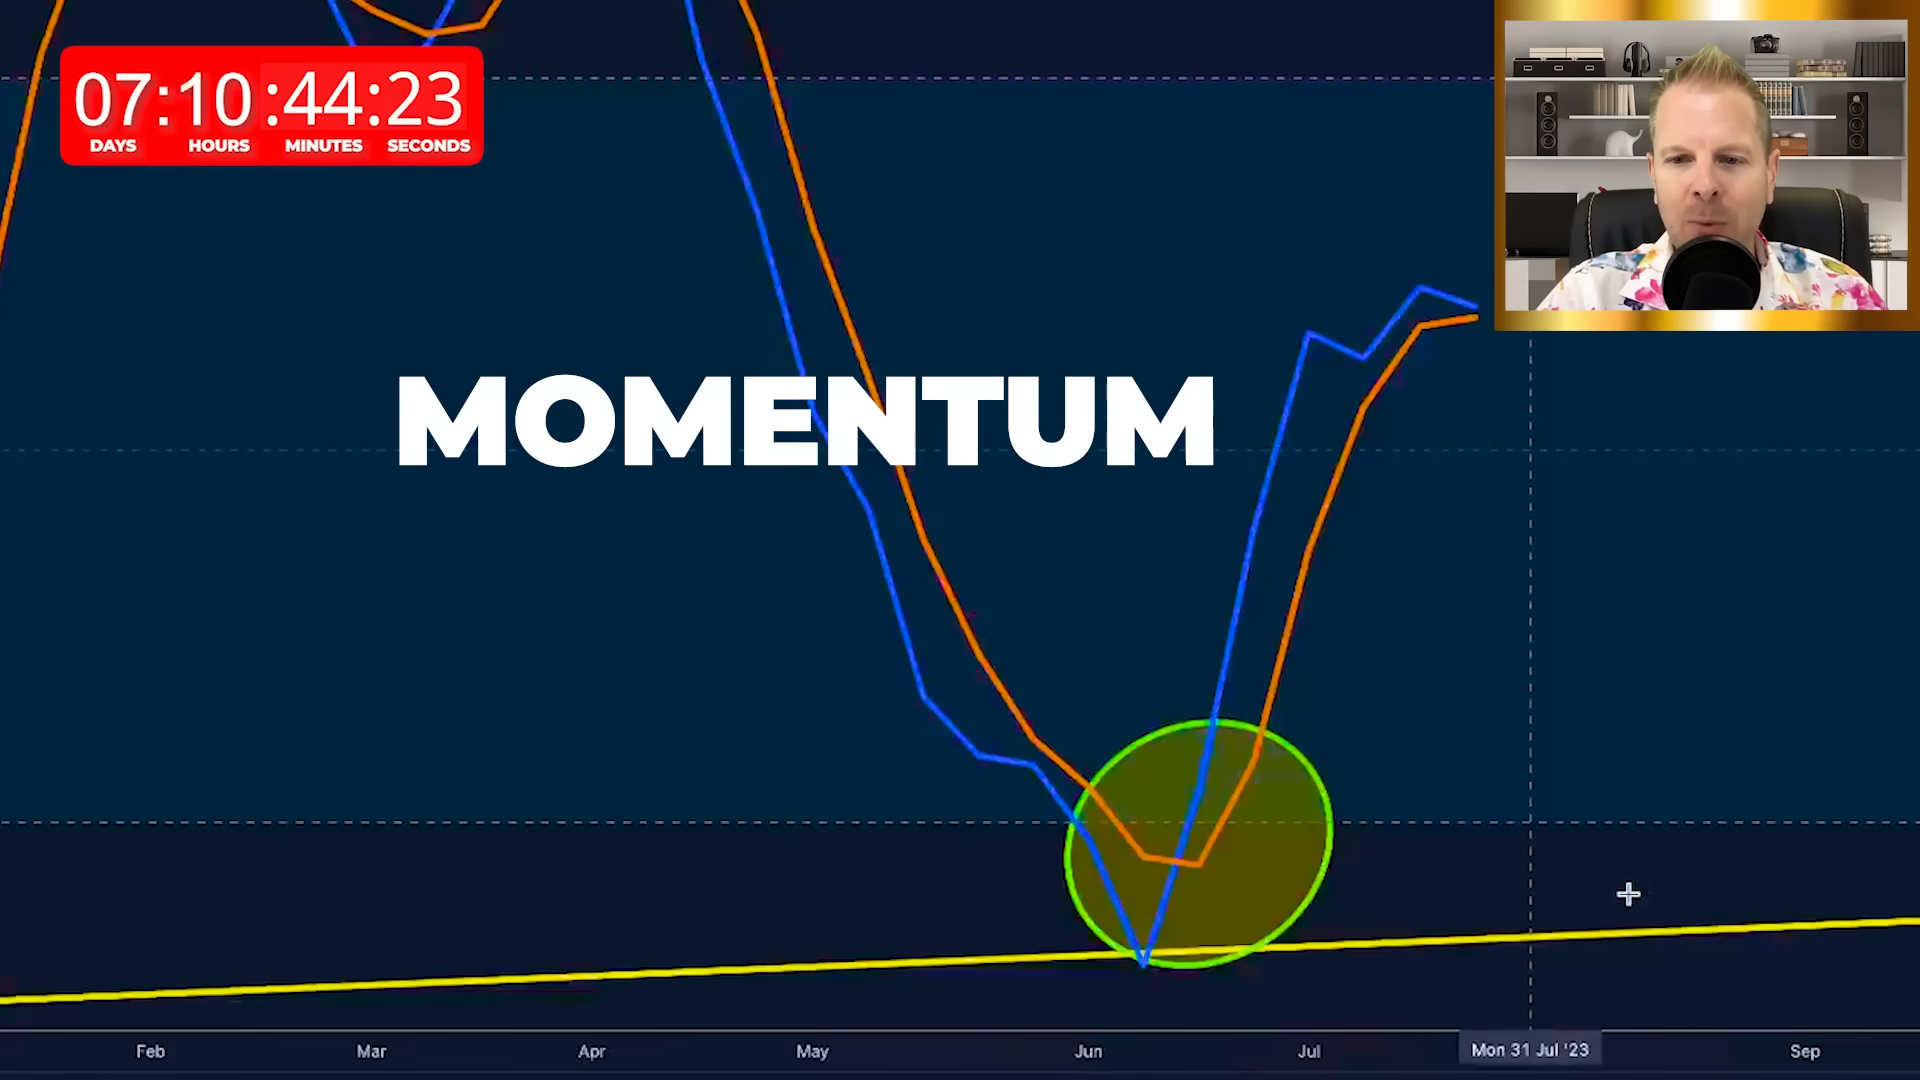 07:10:44:23
DAYS HOURS MINUTES SECONDS
MOMENTUM
Feb Mar Apr May Jun Jul Mon 31 Jul '23 Sep